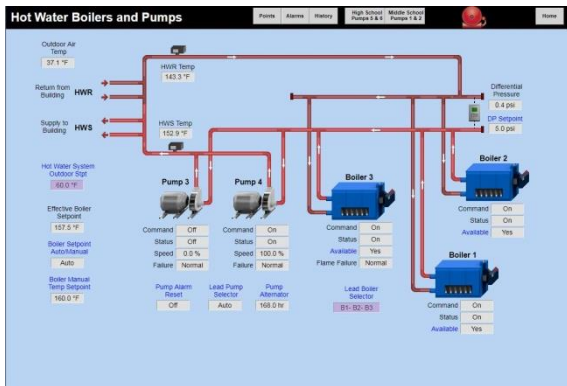 Hot Water Boilers and Pumps
Points
Alarms
History
High School
Pumps 5 & 6
Middle School
Pumps 1 & 2
Home
Outdoor Air
Temp
37.1 °F
HWR Temp
143.3 °F
Return from
Building
HWR
Supply to
Building
HWS
HWS Temp
152.9 °F
Differential
Pressure
0.4 psi
DP Setpoint
5.0 psi
Hot Water System
Outdoor Stpt
60.0 °F
Effective Boiler
Setpoint
157.5 °F
Boiler Setpoint
Auto/Manual
Auto
Boiler Manual
Temp Setpoint
160.0 °F
Pump 3
Command Off
Status Off
Speed 0.0 %
Failure Normal
Pump 4
Command On
Status On
Speed 100.0 %
Failure Normal
Pump Alarm
Reset
Off
Lead Pump
Selector
Auto
Pump
Alternator
168.0 hr
Boiler 3
Command On
Status On
Available Yes
Flame Failure Normal
Lead Boiler
Selector
B1- B2- B3
Boiler 2
Command On
Status On
Available Yes
Boiler 1
Command On
Status On
Available Yes